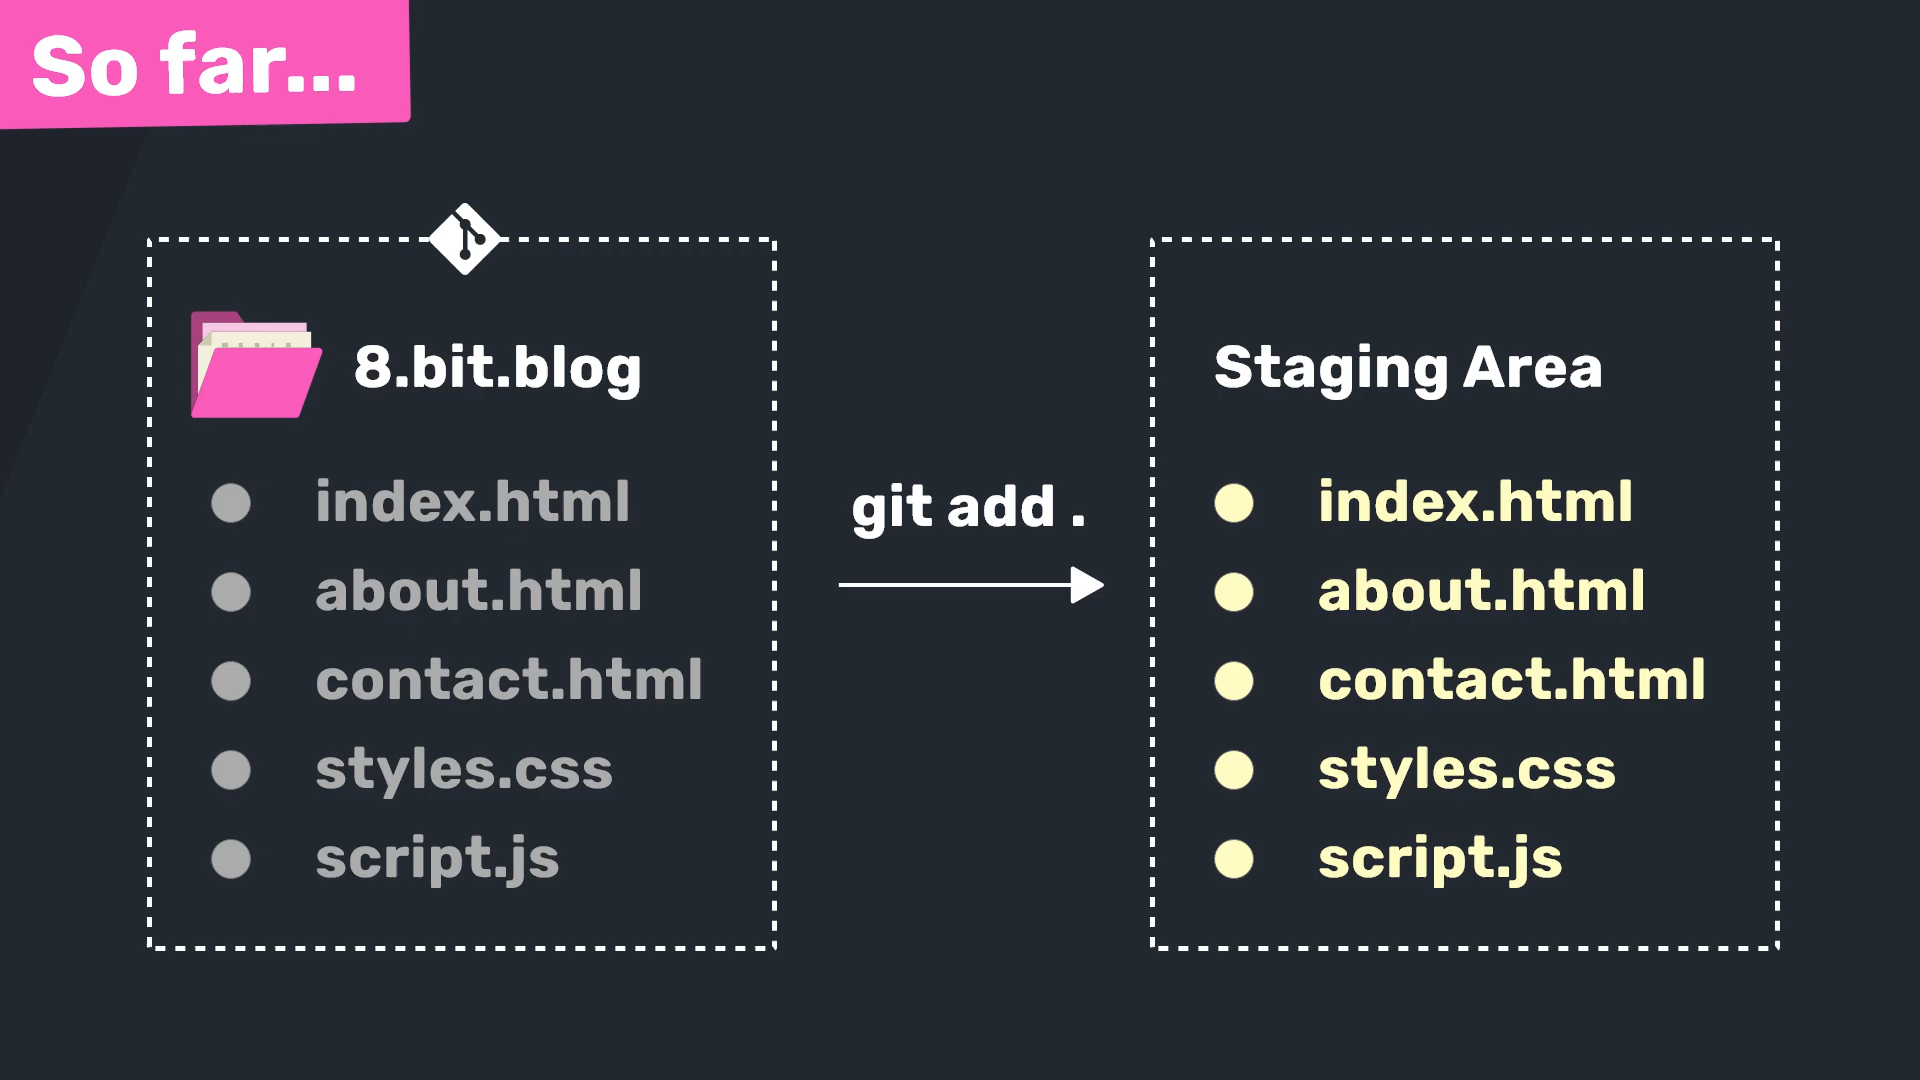 So far...
8.bit.blog
index.html
about.html
contact.html
styles.css
script.js
git add .
Staging Area
index.html
about.html
contact.html
styles.css
script.js